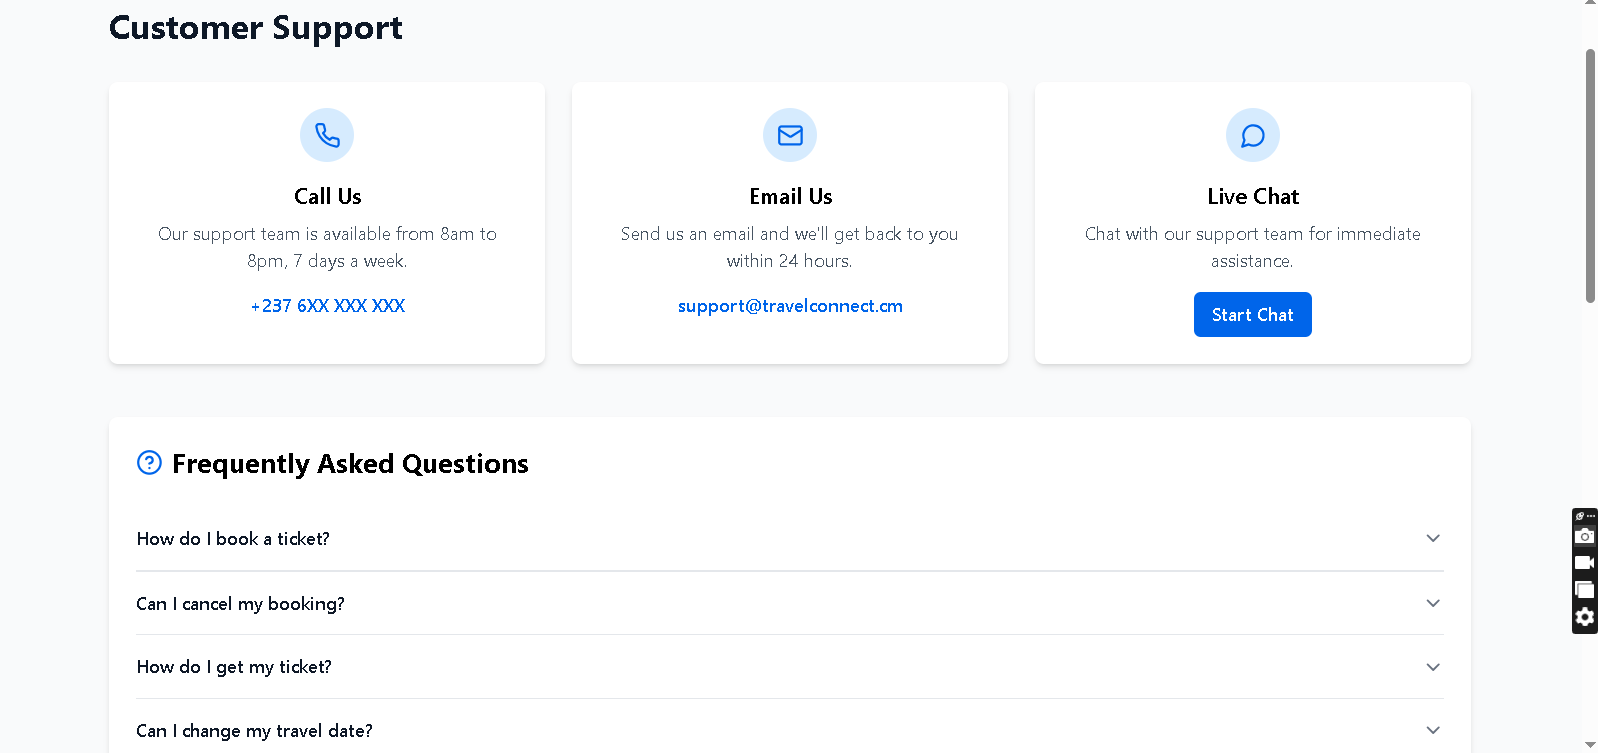 Customer Support
Call Us
Our support team is available from 8am to
8pm, 7 days a week.
+237 6XX XXX XXX
Email Us
Send us an email and we'll get back to you
within 24 hours.
support@travelconnect.cm
Live Chat
Chat with our support team for immediate
assistance.
Start Chat
Frequently Asked Questions
How do I book a ticket?
Can I cancel my booking?
How do I get my ticket?
Can I change my travel date?